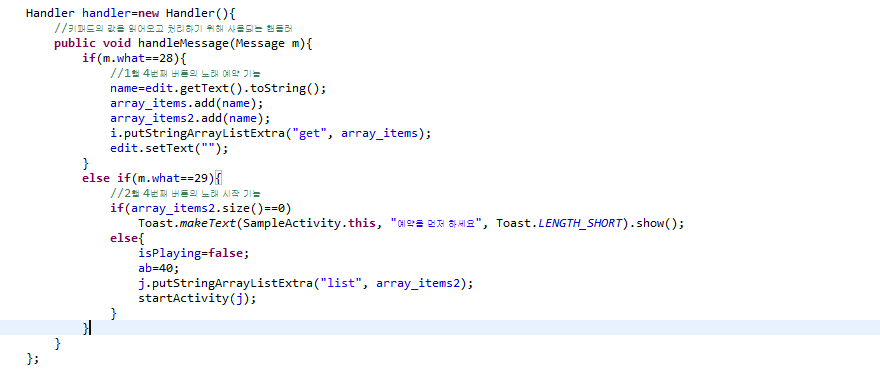 Handler handler=new Handler(){
//키패드의 값을 읽어오고 처리하기 위해 사용되는 핸들러
public void handleMessage(Message m){
if(m.what==28){
//1행 4번째 버튼의 노래 예약 기능
name=edit.getText().toString();
array_items.add(name);
array_items2.add(name);
i.putStringArrayListExtra("get", array_items);
edit.setText("");
}
else if(m.what==29){
//2행 4번째 버튼의 노래 시작 기능
if(array_items2.size()==0)
Toast.makeText(SampleActivity.this, "예약을 먼저 하세요", Toast.LENGTH_SHORT).show();
else{
isPlaying=false;
ab=40;
j.putStringArrayListExtra("list", array_items2);
startActivity(j);
}
}
}
};